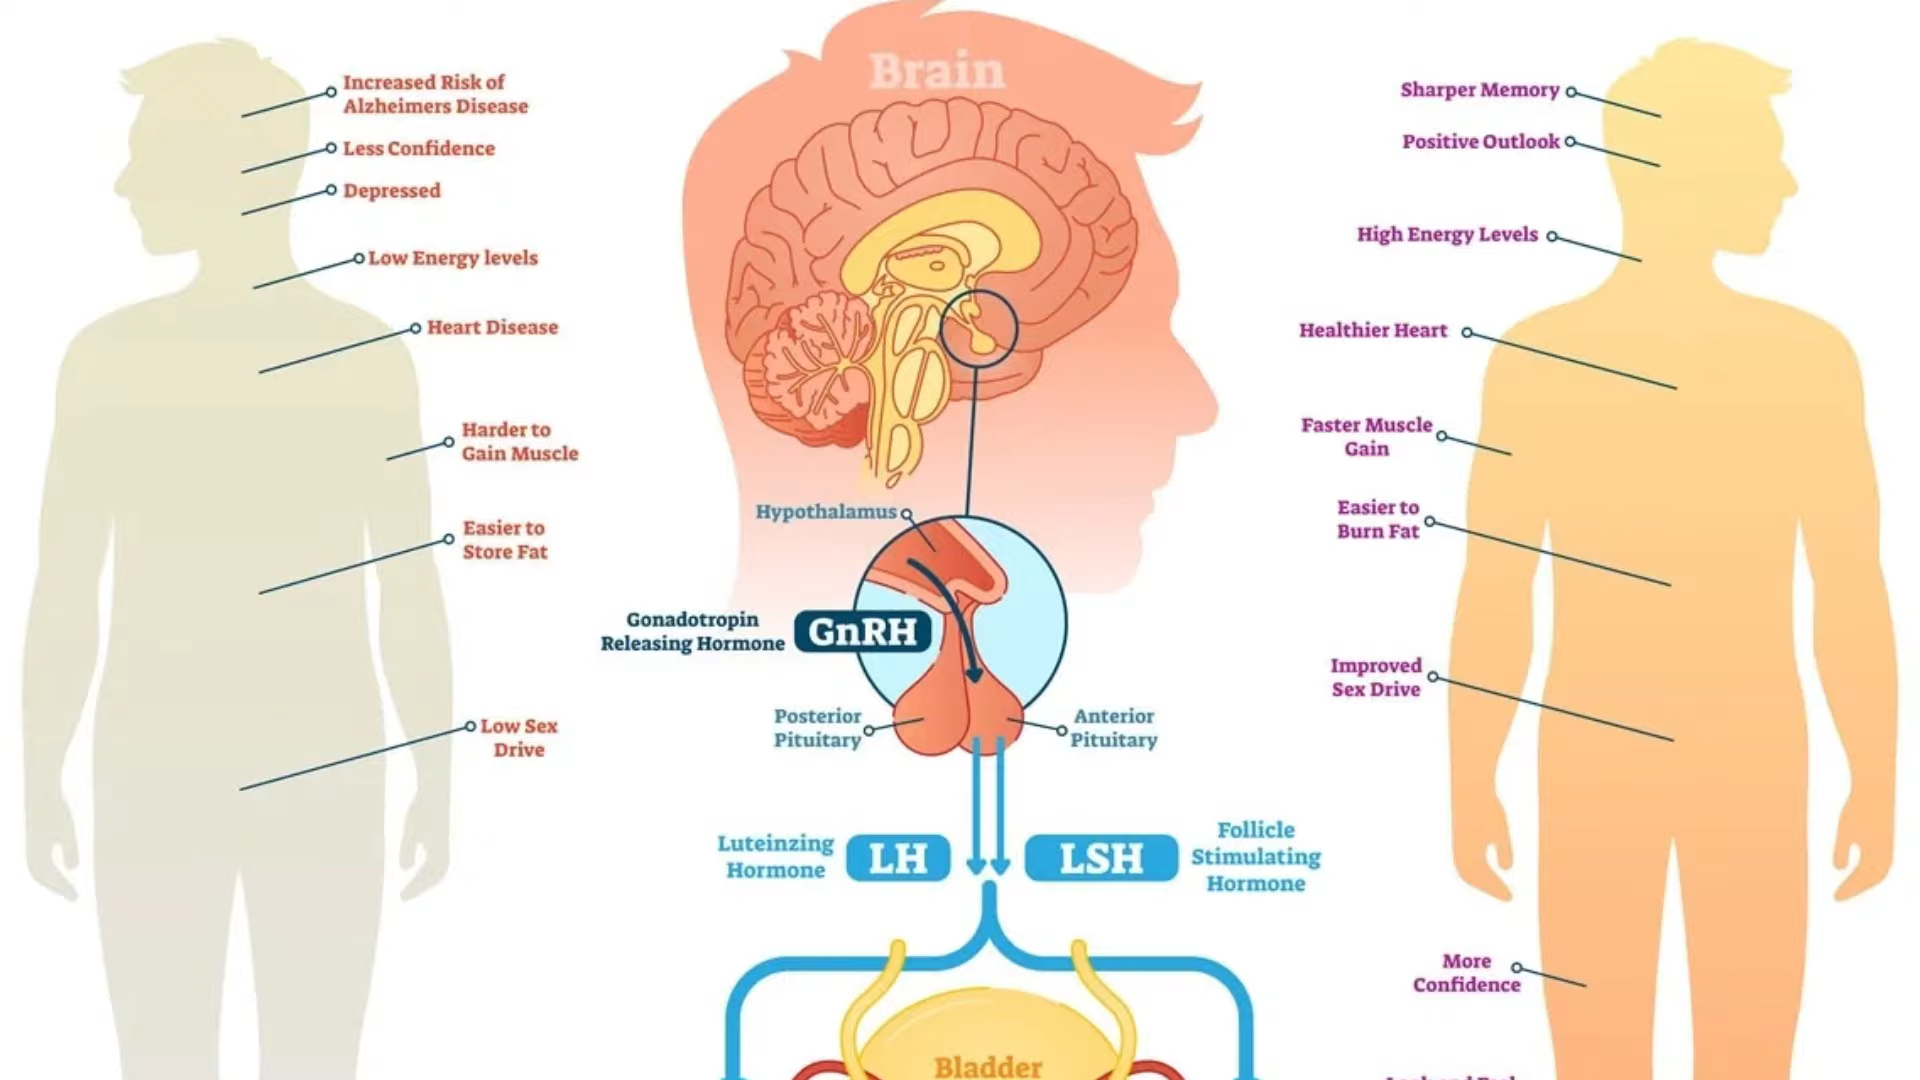 Brain
Increased Risk of
Alzheimers Disease
Less Confidence
Depressed
Low Energy levels
Heart Disease
Harder to
Gain Muscle
Easier to
Store Fat
Low Sex
Drive
Hypothalamus
Gonadotropin
Releasing Hormone
GnRH
Posterior
Pituitary
Anterior
Pituitary
Luteinzing
Hormone
LH
LSH
Follicle
Stimulating
Hormone
Bladder
Sharper Memory
Positive Outlook
High Energy Levels
Healthier Heart
Faster Muscle
Gain
Easier to
Burn Fat
Improved
Sex Drive
More
Confidence